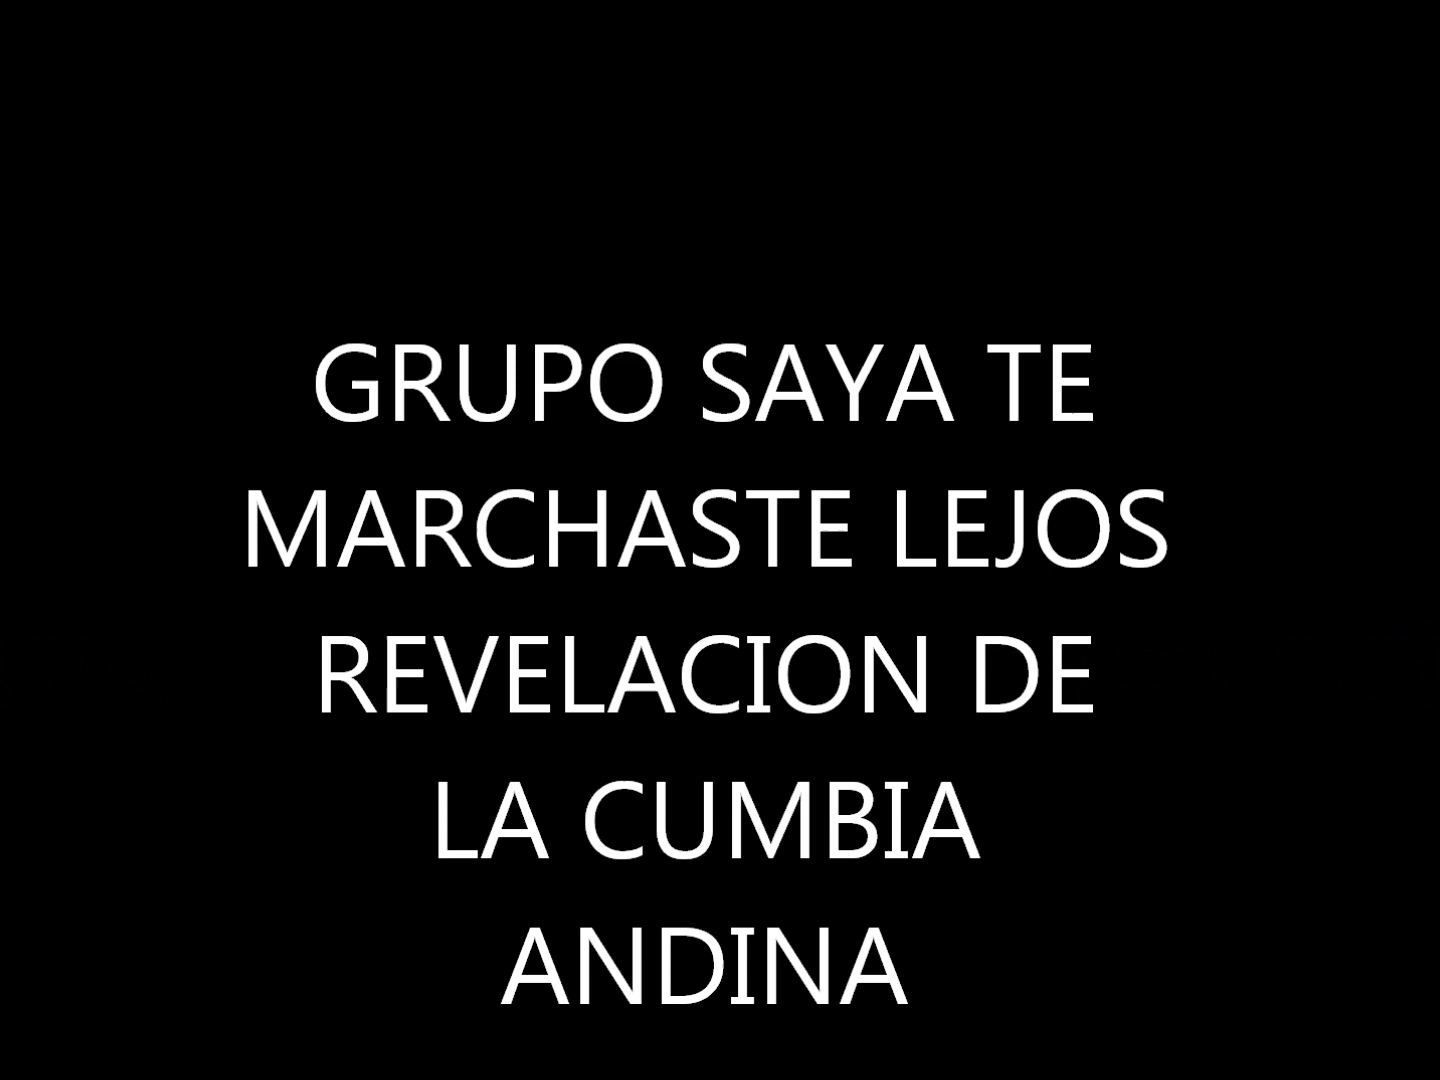 GRUPO SAYA TE
MARCHASTE LEJOS
REVELACION DE
LA CUMBIA
ANDINA